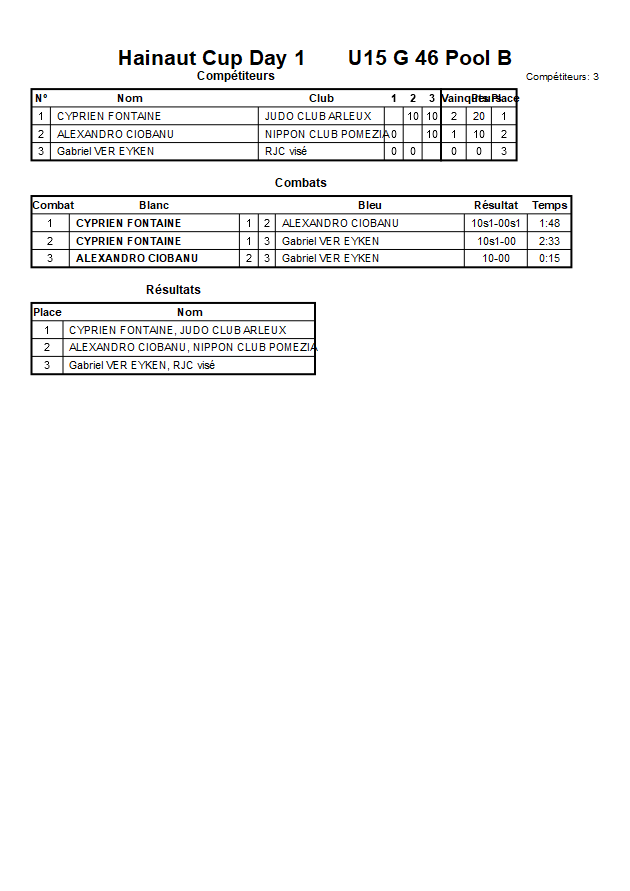 Hainaut Cup Day 1 U15 G 46 Pool B
Compétiteurs Compétiteurs: 3
N° Nom Club 1 2 3 Vainqueurs Pts Place
1 CYPRIEN FONTAINE JUDO CLUB ARLEUX 10 10 2 20 1
2 ALEXANDRO CIOBANU NIPPON CLUB POMEZIA 0 10 1 10 2
3 Gabriel VER EYKEN RJC visé 0 0 0 0 3
Combats
Combat Blanc Bleu Résultat Temps
1 CYPRIEN FONTAINE 1 2 ALEXANDRO CIOBANU 10s1-00s1 1:48
2 CYPRIEN FONTAINE 1 3 Gabriel VER EYKEN 10s1-00 2:33
3 ALEXANDRO CIOBANU 2 3 Gabriel VER EYKEN 10-00 0:15
Résultats
Place Nom
1 CYPRIEN FONTAINE, JUDO CLUB ARLEUX
2 ALEXANDRO CIOBANU, NIPPON CLUB POMEZIA
3 Gabriel VER EYKEN, RJC visé